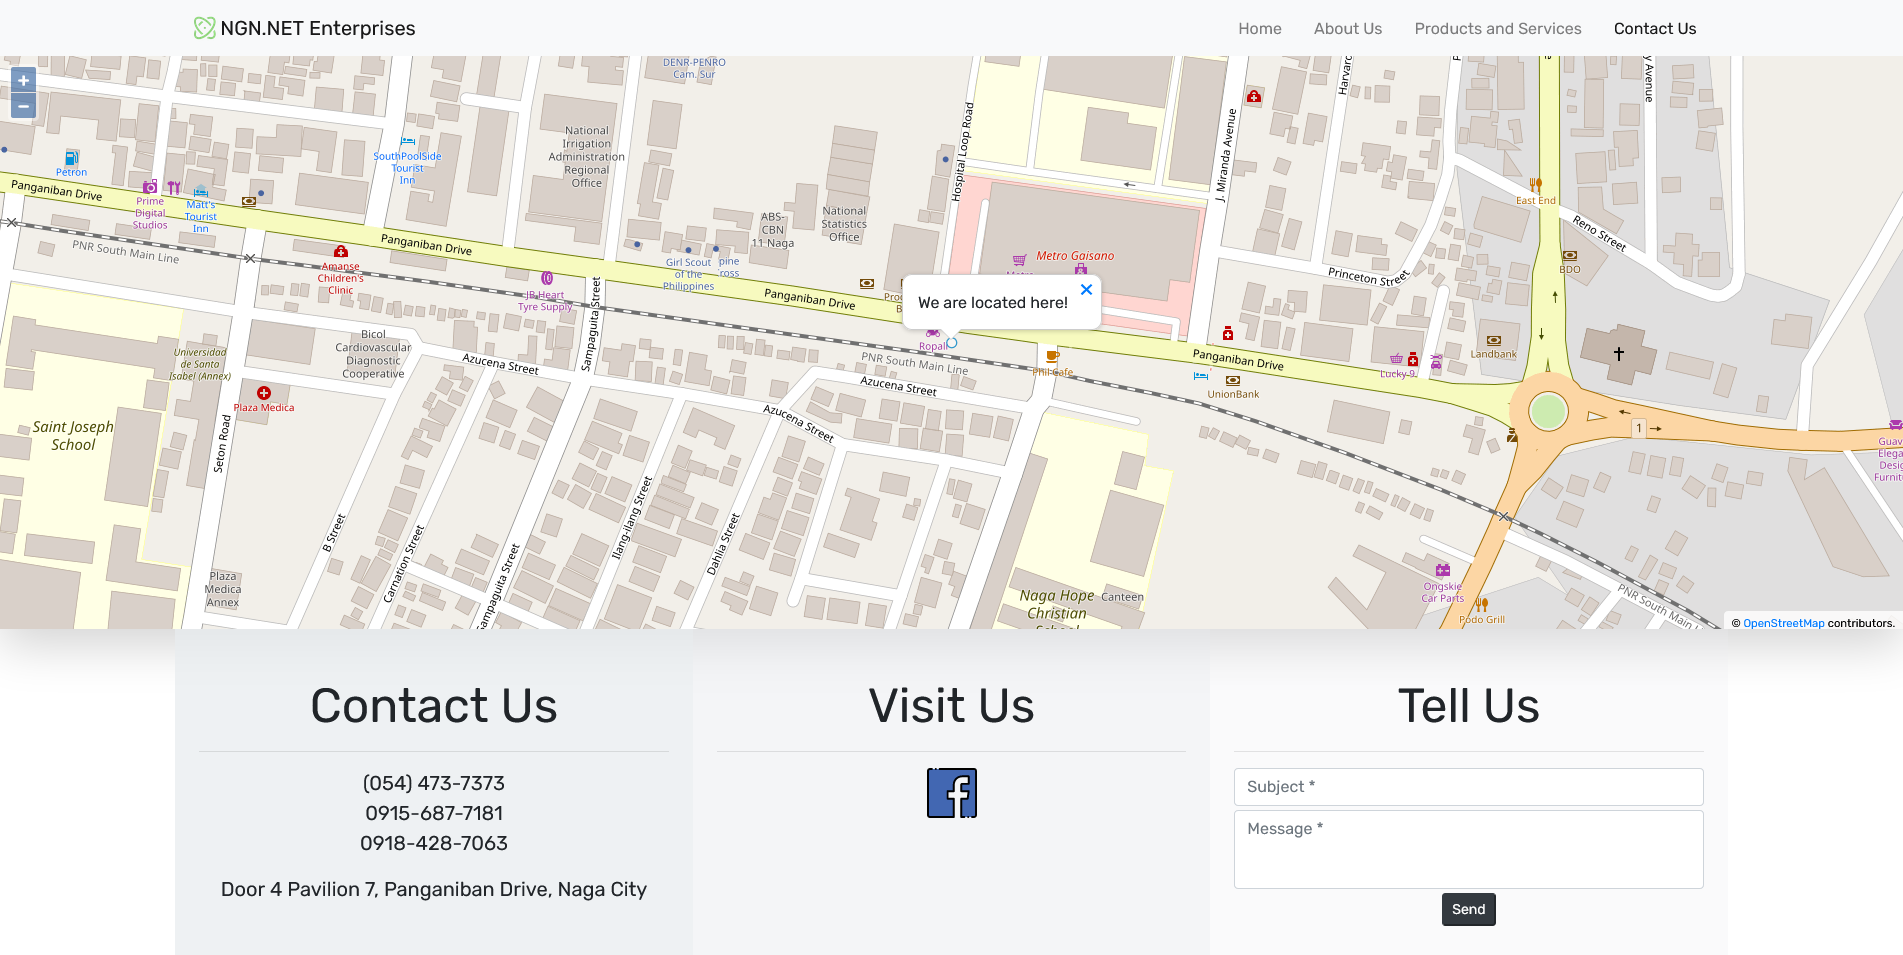 NGN.NET Enterprises
Home
About Us
Products and Services
Contact Us
+
−
DENR-PENRO
Cam. Sur
Petron
Panganiban Drive
Prime
Digital
Studios
Matt's
Tourist
Inn
SouthPoolSide
Tourist
Inn
National
Irrigation
Administration
Regional
Office
ABS-
CBN
11 Naga
National
Statistics
Office
Hospital Loop Road
J. Miranda Avenue
Metro Gaisano
East End
Reno Street
BDO
Princeton Street
PNR South Main Line
Amanse
Children's
Clinic
Panganiban Drive
JB Heart
Tyre Supply
Girl Scout
of the
Philippines
Panganiban Drive
We are located here!
Sampaguita Street
Bicol
Cardiovascular
Diagnostic
Cooperative
Universidad
de Santa
Isabel (Annex)
Plaza Medica
Azucena Street
PNR South Main Line
Azucena Street
Azucena Street
Phil Cafe
Panganiban Drive
UnionBank
Lucky 9
Landbank
1
Saint Joseph
School
Seton Road
B Street
Carnation Street
Sampaguita Street
Ilang-ilang Street
Dahlia Street
Plaza
Medica
Annex
Naga Hope
Christian
School
Canteen
Ongskie
Car Parts
Podo Grill
PNR South Main L
© OpenStreetMap contributors.
Contact Us
(054) 473-7373
0915-687-7181
0918-428-7063
Door 4 Pavilion 7, Panganiban Drive, Naga City
Visit Us
f
Tell Us
Subject *
Message *
Send